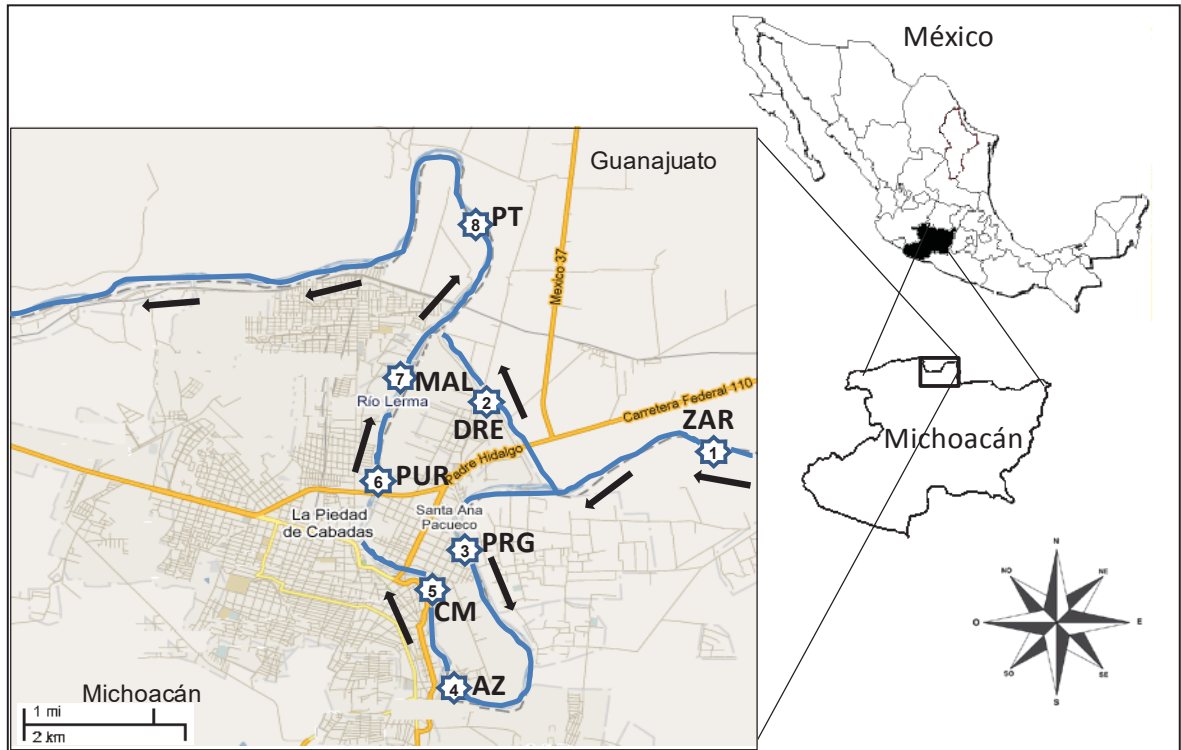 México
Guanajuato
8
PT
Mexico 37
7
MAL
Río Lerma
2
DRE
Carretera Federal 110
ZAR
1
Padre Hidalgo
6
PUR
La Piedad
de Cabadas
Santa Ana
Pacueco
3
PRG
5
CM
4
AZ
Michoacán
1 mi
2 km
Michoacán
N
NO
NE
O
E
SO
SE
S